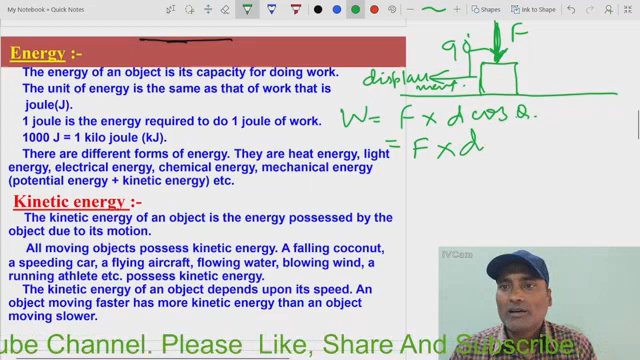 My Notebook > Physics
Shapes
Ink to Shape
Energy :-
The energy of an object is its capacity for doing work.
The unit of energy is the same as that of work that is
joule(J).
1 joule is the energy required to do 1 joule of work.
1000 J = 1 kilo joule (kJ).
There are different forms of energy. They are heat energy, light
energy, electrical energy, chemical energy, mechanical energy
(potential energy + kinetic energy) etc.
Kinetic energy :-
The kinetic energy of an object is the energy possessed by the
object due to its motion.
All moving objects possess kinetic energy. A falling coconut,
a speeding car, a flying aircraft, flowing water, blowing wind, a
running athlete etc. possess kinetic energy.
The kinetic energy of an object depends upon its speed. An
object moving faster has more kinetic energy than an object
moving slower.
90
F
displace
ment.
W = F × d cos θ.
= F × d
iVCam
ube Channel. Please Like, Share And Subscribe